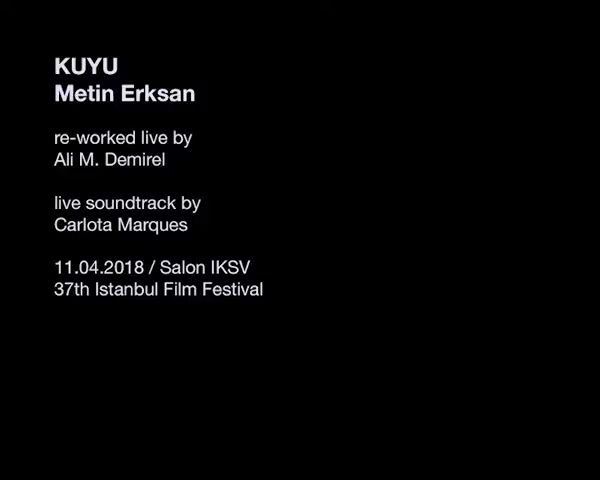 KUYU
Metin Erksan
re-worked live by
Ali M. Demirel
live soundtrack by
Carlota Marques
11.04.2018 / Salon IKSV
37th Istanbul Film Festival